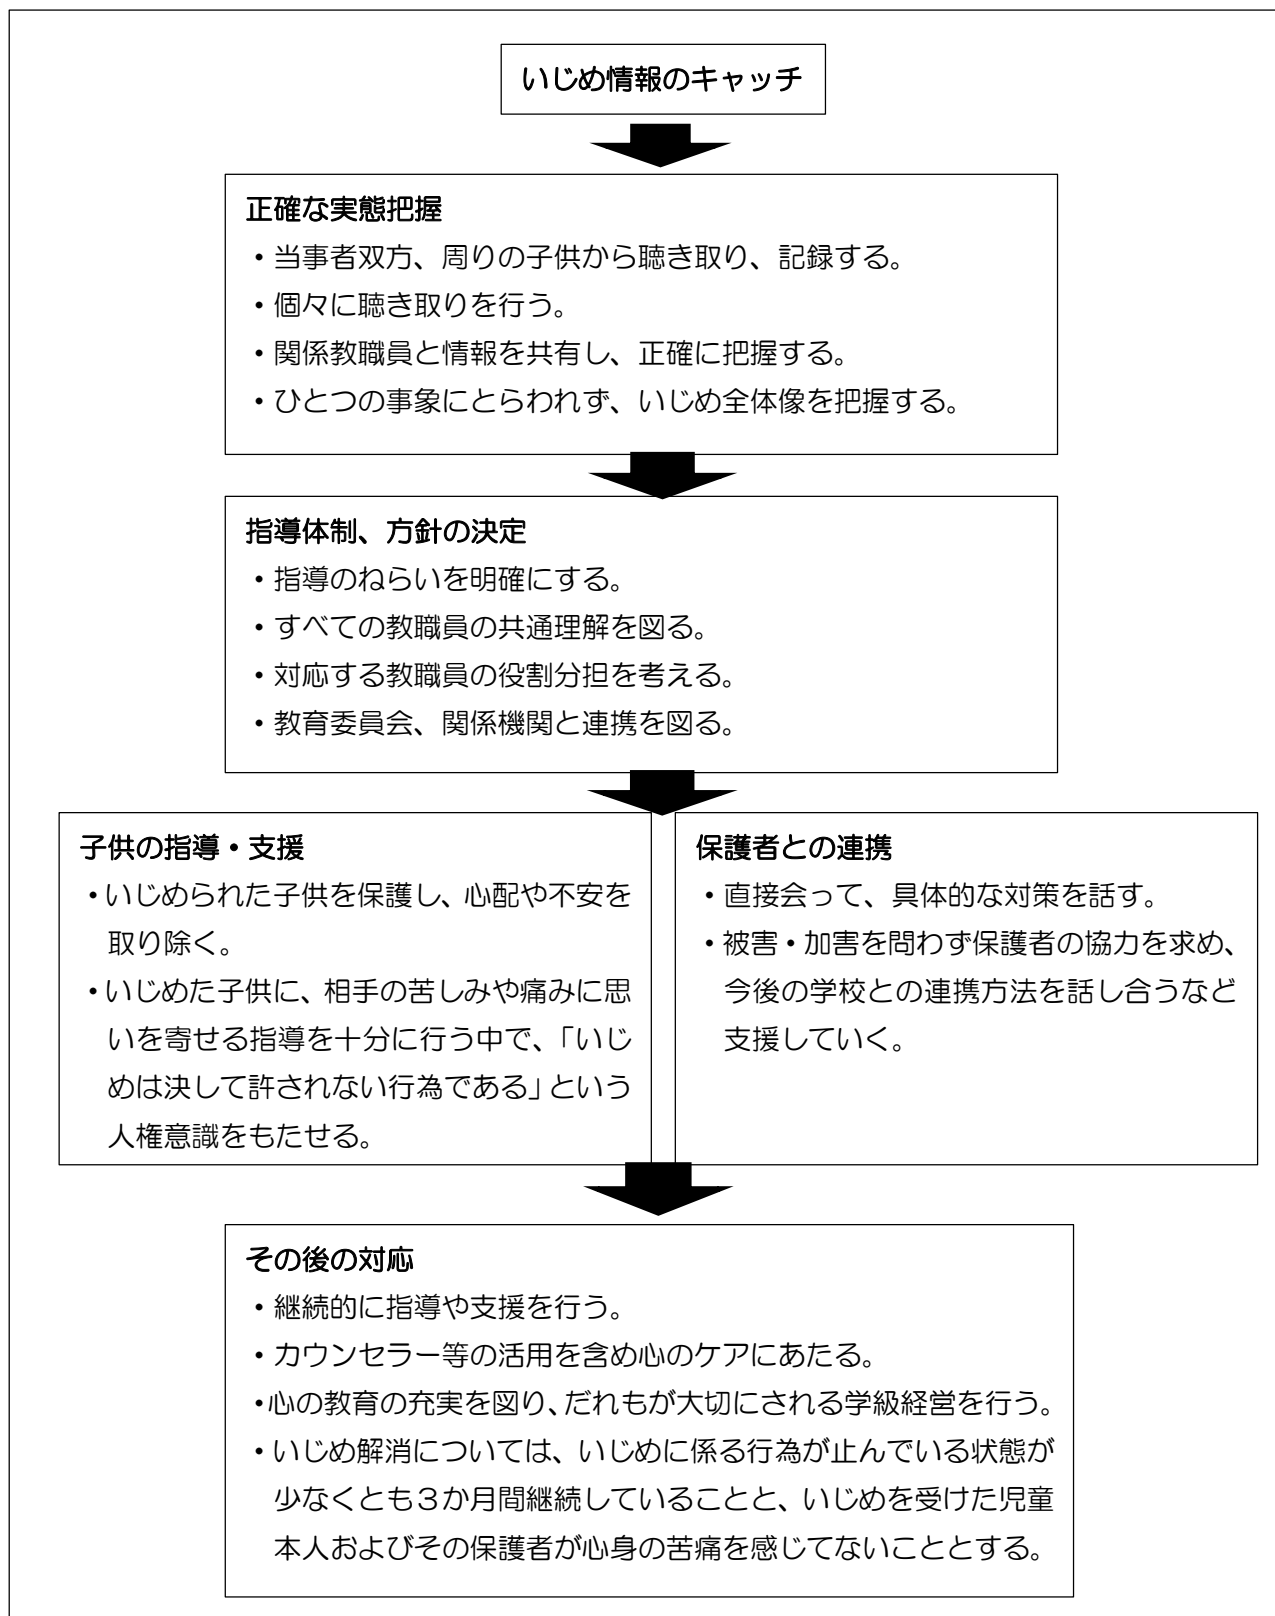 いじめ情報のキャッチ
正確な実態把握
・当事者双方、周りの子供から聴き取り、記録する。
・個々に聴き取りを行う。
・関係教職員と情報を共有し、正確に把握する。
・ひとつの事象にとらわれず、いじめ全体像を把握する。
指導体制、方針の決定
・指導のねらいを明確にする。
・すべての教職員の共通理解を図る。
・対応する教職員の役割分担を考える。
・教育委員会、関係機関と連携を図る。
子供の指導・支援
・いじめられた子供を保護し、心配や不安を
取り除く。
・いじめた子供に、相手の苦しみや痛みに思
いを寄せる指導を十分に行う中で、「いじ
めは決して許されない行為である」という
人権意識をもたせる。
保護者との連携
・直接会って、具体的な対策を話す。
・被害・加害を問わず保護者の協力を求め、
今後の学校との連携方法を話し合うなど
支援していく。
その後の対応
・継続的に指導や支援を行う。
・カウンセラー等の活用を含め心のケアにあたる。
・心の教育の充実を図り、だれもが大切にされる学級経営を行う。
・いじめ解消については、いじめに係る行為が止んでいる状態が
少なくとも3か月間継続していることと、いじめを受けた児童
本人およびその保護者が心身の苦痛を感じてないこととする。